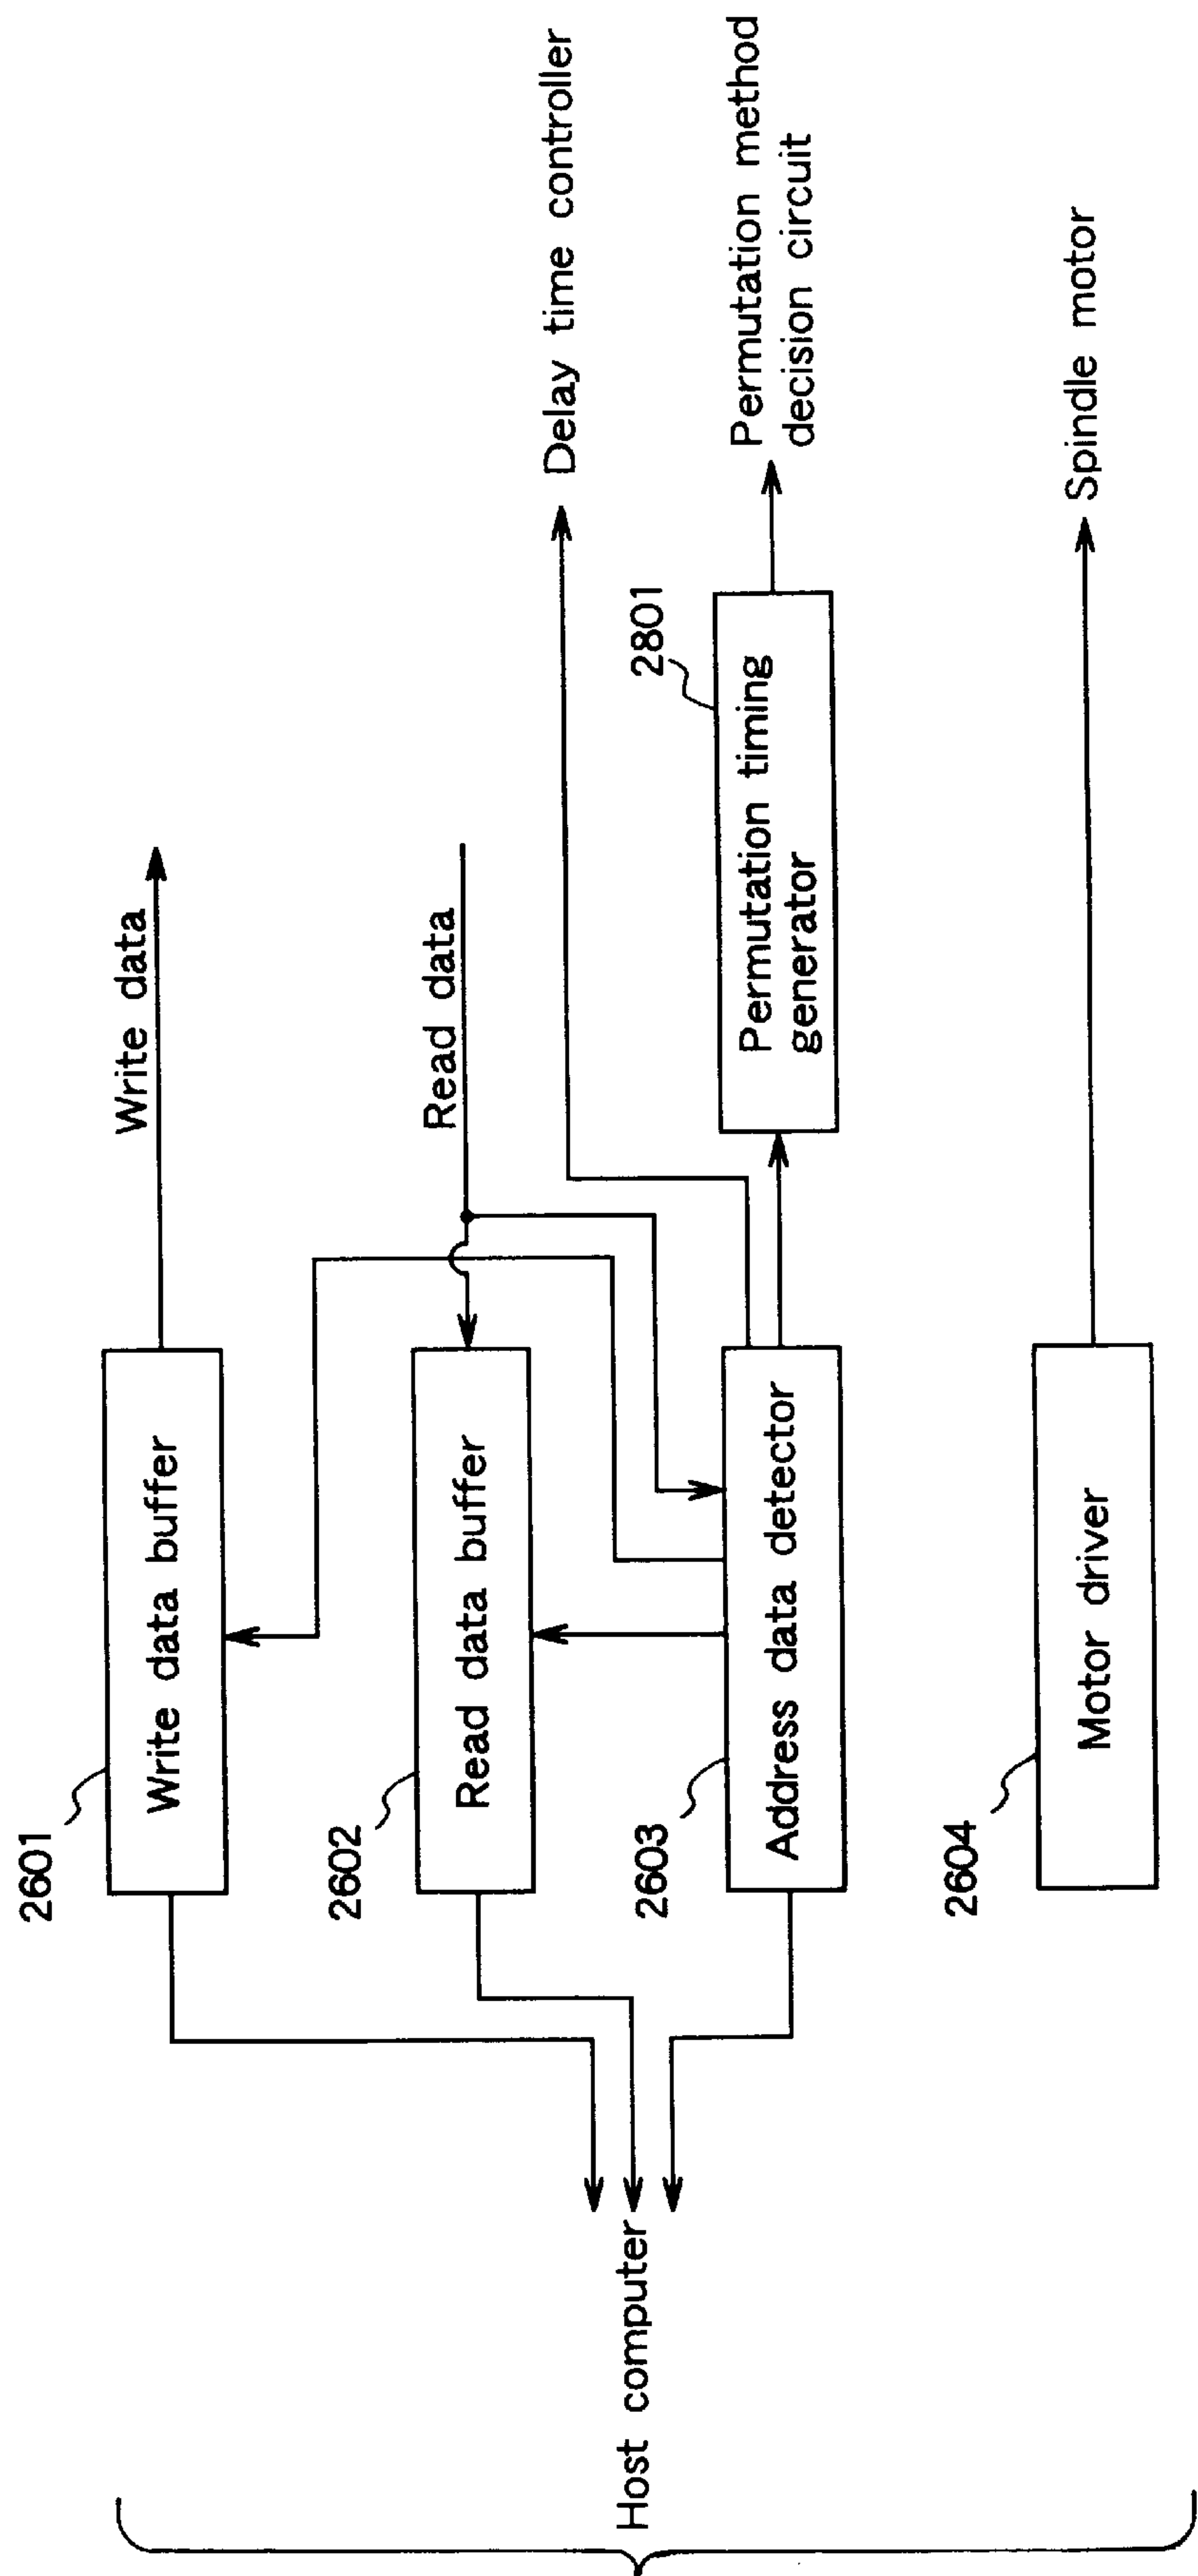 Write data
2601
Write data buffer
Read data
2602
Read data buffer
Delay time controller
2603
Address data detector
2801
Permutation timing
generator
Permutation method
decision circuit
Host computer
2604
Motor driver
Spindle motor